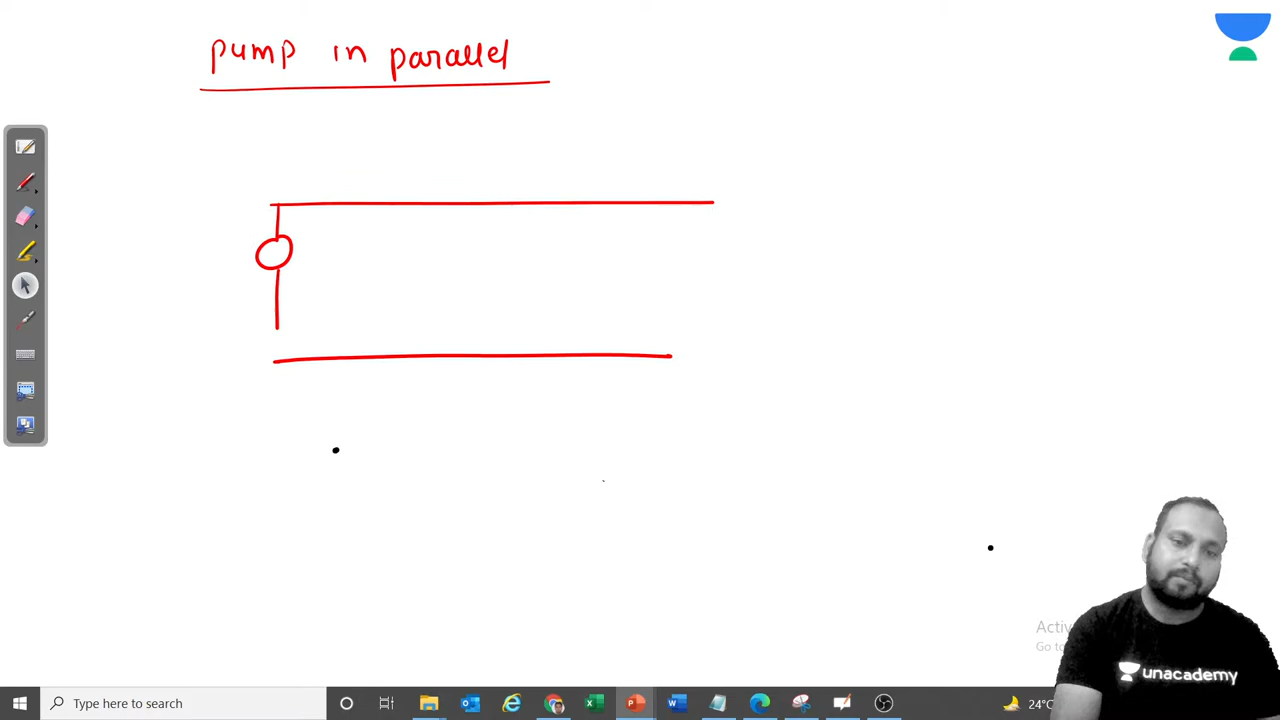 pump in parallel
Activ
Go to
unacademy
Type here to search
24°C